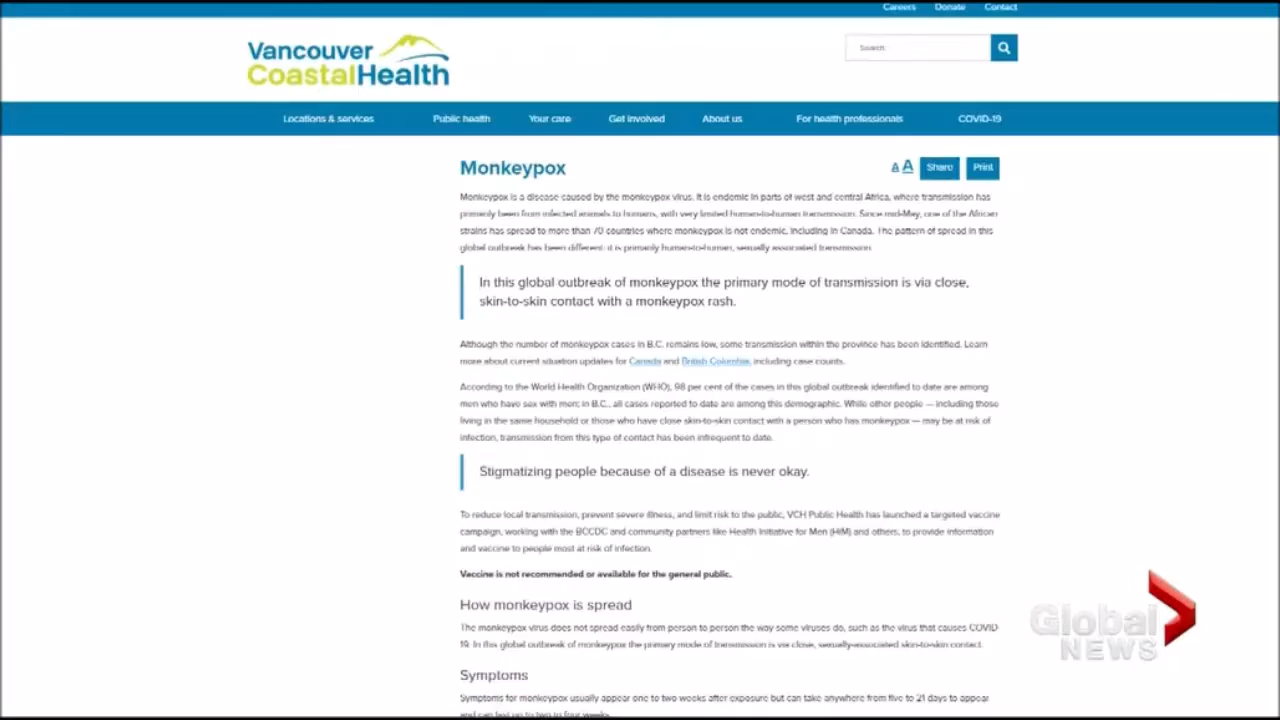 Careers Donate Contact
Vancouver
CoastalHealth
Search
Locations & services Public health Your care Get involved About us For health professionals COVID-19
Monkeypox
A A Share Print
Monkeypox is a disease caused by the monkeypox virus. It is endemic in parts of west and central Africa, where transmission has
primarily been from infected animals to humans, with very limited human-to-human transmission. Since mid-May, one of the African
strains has spread to more than 70 countries where monkeypox is not endemic, including in Canada. The pattern of spread in this
global outbreak has been different: it is primarily human-to-human, sexually associated transmission.
In this global outbreak of monkeypox the primary mode of transmission is via close,
skin-to-skin contact with a monkeypox rash.
Although the number of monkeypox cases in B.C. remains low, some transmission within the province has been identified. Learn
more about current situation updates for Canada and British Columbia, including case counts.
According to the World Health Organization (WHO), 98 per cent of the cases in this global outbreak identified to date are among
men who have sex with men; in B.C., all cases reported to date are among this demographic. While other people — including those
living in the same household or those who have close skin-to-skin contact with a person who has monkeypox — may be at risk of
infection, transmission from this type of contact has been infrequent to date.
Stigmatizing people because of a disease is never okay.
To reduce local transmission, prevent severe illness, and limit risk to the public, VCH Public Health has launched a targeted vaccine
campaign, working with the BCCDC and community partners like Health Initiative for Men (HIM) and others, to provide information
and vaccine to people most at risk of infection.
Vaccine is not recommended or available for the general public.
How monkeypox is spread
The monkeypox virus does not spread easily from person to person the way some viruses do, such as the virus that causes COVID-
19. In this global outbreak of monkeypox the primary mode of transmission is via close, sexually-associated skin-to-skin contact.
Symptoms
Symptoms for monkeypox usually appear one to two weeks after exposure but can take anywhere from five to 21 days to appear
and can last up to two to four weeks.
Global
NEWS